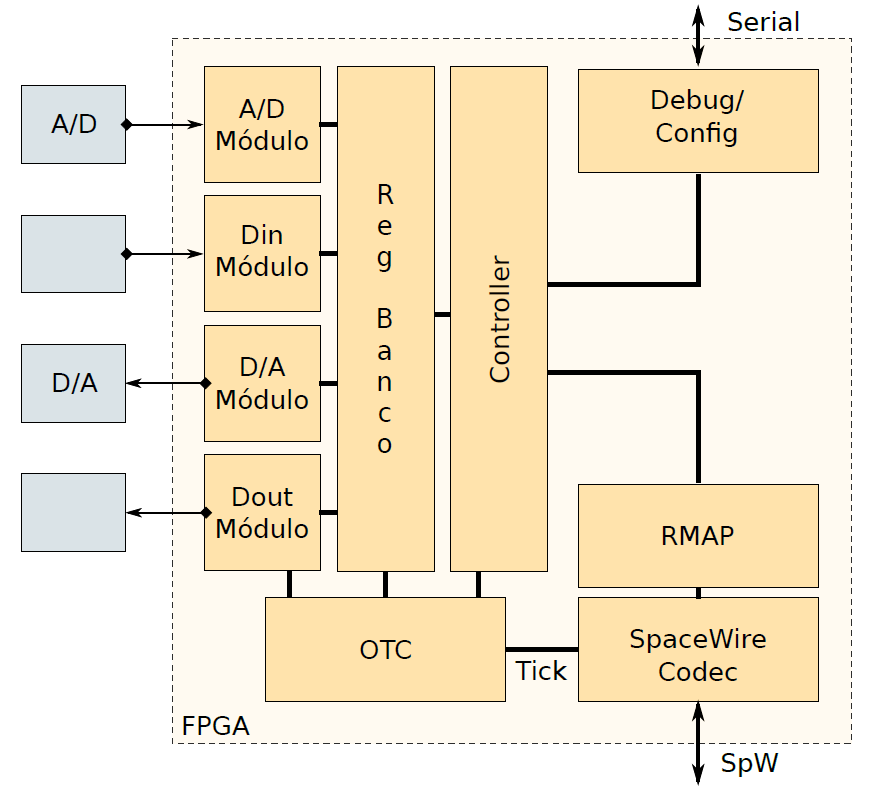 Serial
A/D
A/D
Módulo
Debug/
Config
Din
Módulo
Reg Banco
Controller
D/A
D/A
Módulo
Dout
Módulo
RMAP
OTC
Tick
SpaceWire
Codec
FPGA
SpW